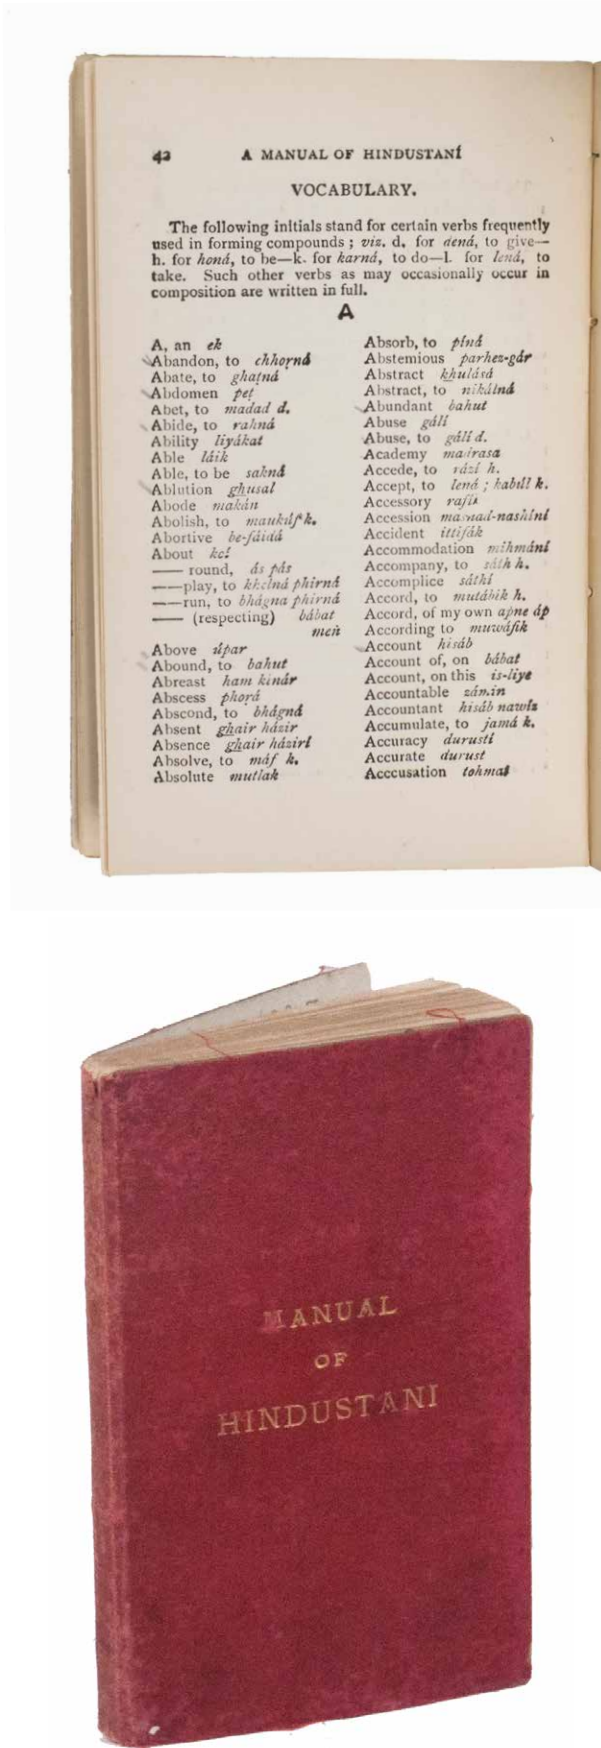 42 A MANUAL OF HINDUSTANÍ
VOCABULARY.
The following initials stand for certain verbs frequently
used in forming compounds ; viz. d. for dená, to give—
h. for honá, to be—k. for karná, to do—l. for lená, to
take. Such other verbs as may occasionally occur in
composition are written in full.
A
A, an ek
Abandon, to chhoṛná
Abate, to ghaṭná
Abdomen peṭ
Abet, to madad d.
Abide, to rahná
Ability liyákat
Able láik
Able, to be sakná
Ablution ghusal
Abode makán
Abolish, to maukúf k.
Abortive be-fáidá
About
— round, ás pás
—play, to khelná phirná
—run, to bhágna phirná
— (respecting) bábat
meṅ
Above úpar
Abound, to bahut
Abreast ham kinár
Abscess phoṛá
Abscond, to bhágná
Absent ghair házir
Absence ghair házirí
Absolve, to máf k.
Absolute mutlak
Absorb, to píná
Abstemious parhez-gár
Abstract khulásá
Abstract, to nikálná
Abundant bahut
Abuse gálí
Abuse, to gálí d.
Academy madrasa
Accede, to rází h.
Accept, to lená ; kabúl k.
Accessory rafík
Accession masnad-nashíní
Accident ittifák
Accommodation mihmání
Accompany, to sáth h.
Accomplice sáthí
Accord, to mutábik h.
Accord, of my own apne áp
According to muwáfik
Account hisáb
Account of, on bábat
Account, on this is-liye
Accountable zámin
Accountant hisáb nawís
Accumulate, to jamá k.
Accuracy durustí
Accurate durust
Acccusation tohmat
MANUAL
OF
HINDUSTANI